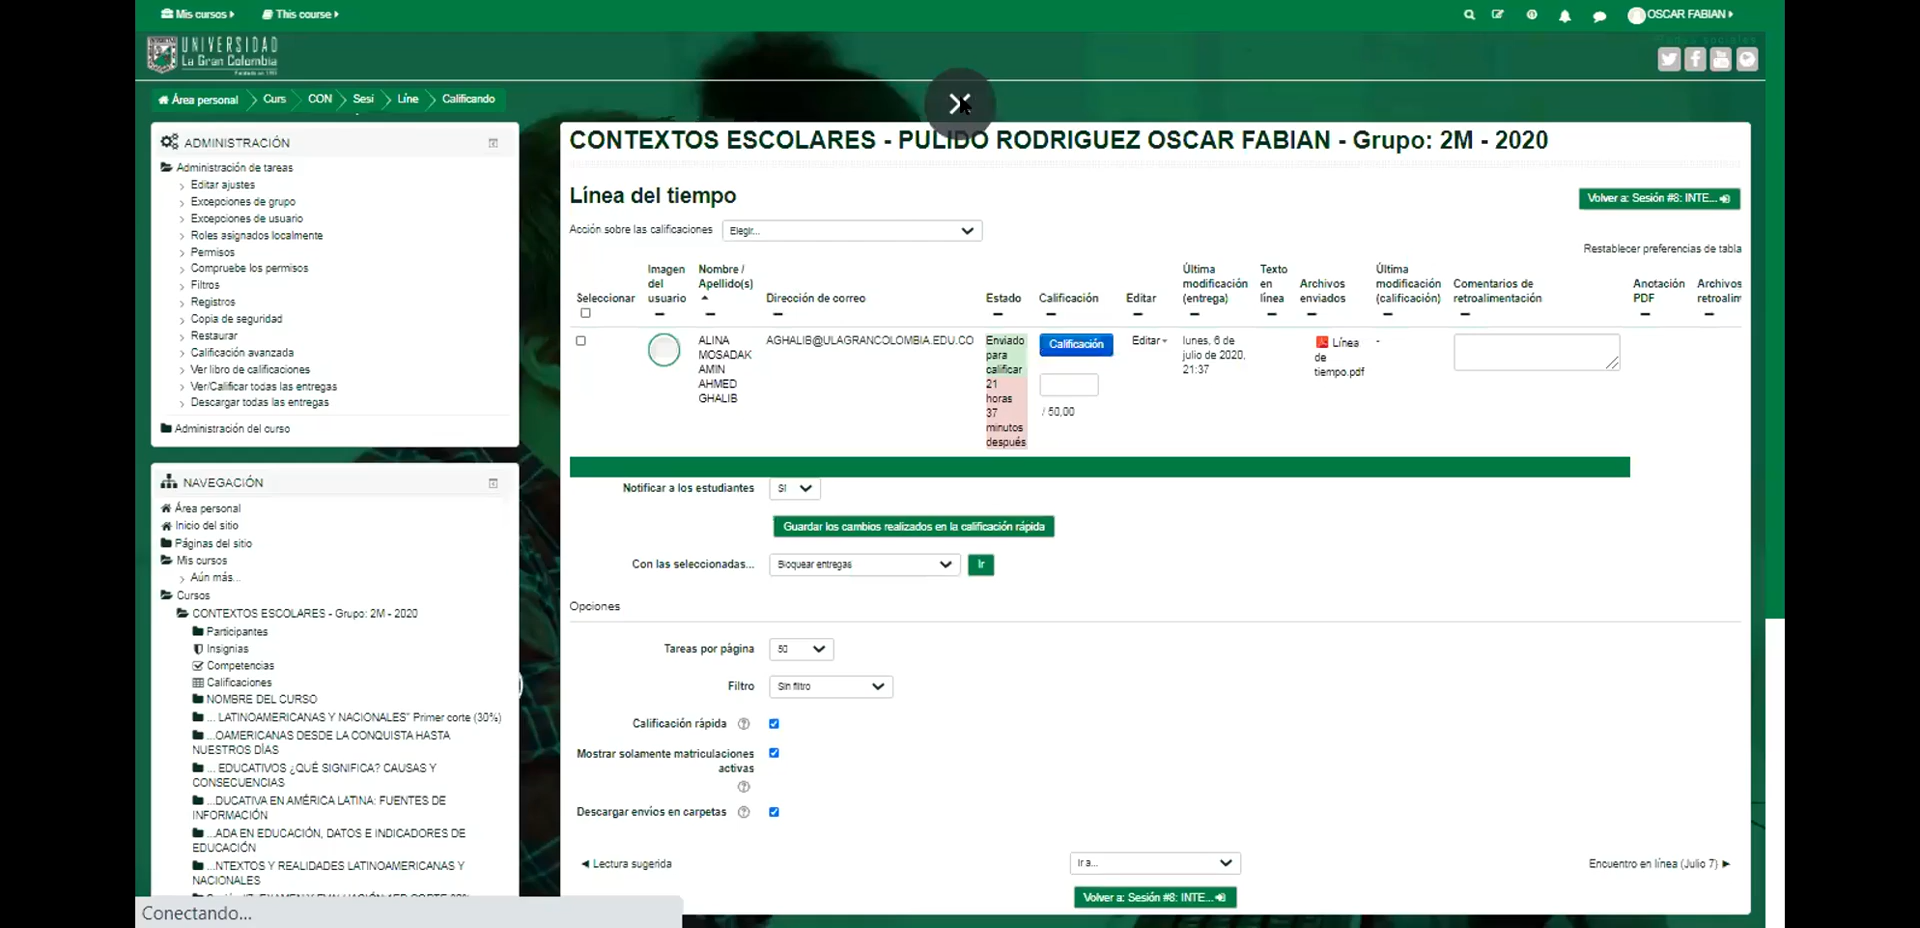 Mis cursos
This course
OSCAR FABIAN
UNIVERSIDAD
La Gran Colombia
Área personal
Curs
CON
Sesi
Líne
Calificando
ADMINISTRACIÓN
Administración de tareas
Editar ajustes
Excepciones de grupo
Excepciones de usuario
Roles asignados localmente
Permisos
Compruebe los permisos
Filtros
Registros
Copia de seguridad
Restaurar
Calificación avanzada
Ver libro de calificaciones
Ver/Calificar todas las entregas
Descargar todas las entregas
Administración del curso
NAVEGACIÓN
Área personal
Inicio del sitio
Páginas del sitio
Mis cursos
Aún más...
Cursos
CONTEXTOS ESCOLARES - Grupo: 2M - 2020
Participantes
Insignias
Competencias
Calificaciones
NOMBRE DEL CURSO
... LATINOAMERICANAS Y NACIONALES" Primer corte (30%)
...OAMERICANAS DESDE LA CONQUISTA HASTA
NUESTROS DÍAS
... EDUCATIVOS ¿QUÉ SIGNIFICA? CAUSAS Y
CONSECUENCIAS
...DUCATIVA EN AMÉRICA LATINA: FUENTES DE
INFORMACIÓN
...ADA EN EDUCACIÓN, DATOS E INDICADORES DE
EDUCACIÓN
...NTEXTOS Y REALIDADES LATINOAMERICANAS Y
NACIONALES
Conectando...
CONTEXTOS ESCOLARES - PULIDO RODRIGUEZ OSCAR FABIAN - Grupo: 2M - 2020
Línea del tiempo
Volver a: Sesión #8: INTE...
Acción sobre las calificaciones
Elegir...
Restablecer preferencias de tabla
Seleccionar
Imagen
del
usuario
Nombre /
Apellido(s)
Dirección de correo
Estado
Calificación
Editar
Última
modificación
(entrega)
Texto
en
línea
Archivos
enviados
Última
modificación
(calificación)
Comentarios de
retroalimentación
Anotación
PDF
Archivos
retroalim
ALINA
MOSADAK
AMIN
AHMED
GHALIB
AGHALIB@ULAGRANCOLOMBIA.EDU.CO
Enviado
para
calificar
21
horas
37
minutos
después
Calificación
/ 50,00
Editar
lunes, 6 de
julio de 2020,
21:37
Línea
de
tiempo.pdf
-
Notificar a los estudiantes
Sí
Guardar los cambios realizados en la calificación rápida
Con las seleccionadas...
Bloquear entregas
Ir
Opciones
Tareas por página
50
Filtro
Sin filtro
Calificación rápida
Mostrar solamente matriculaciones
activas
Descargar envíos en carpetas
◄ Lectura sugerida
Ir a...
Encuentro en línea (Julio 7) ►
Volver a: Sesión #8: INTE...